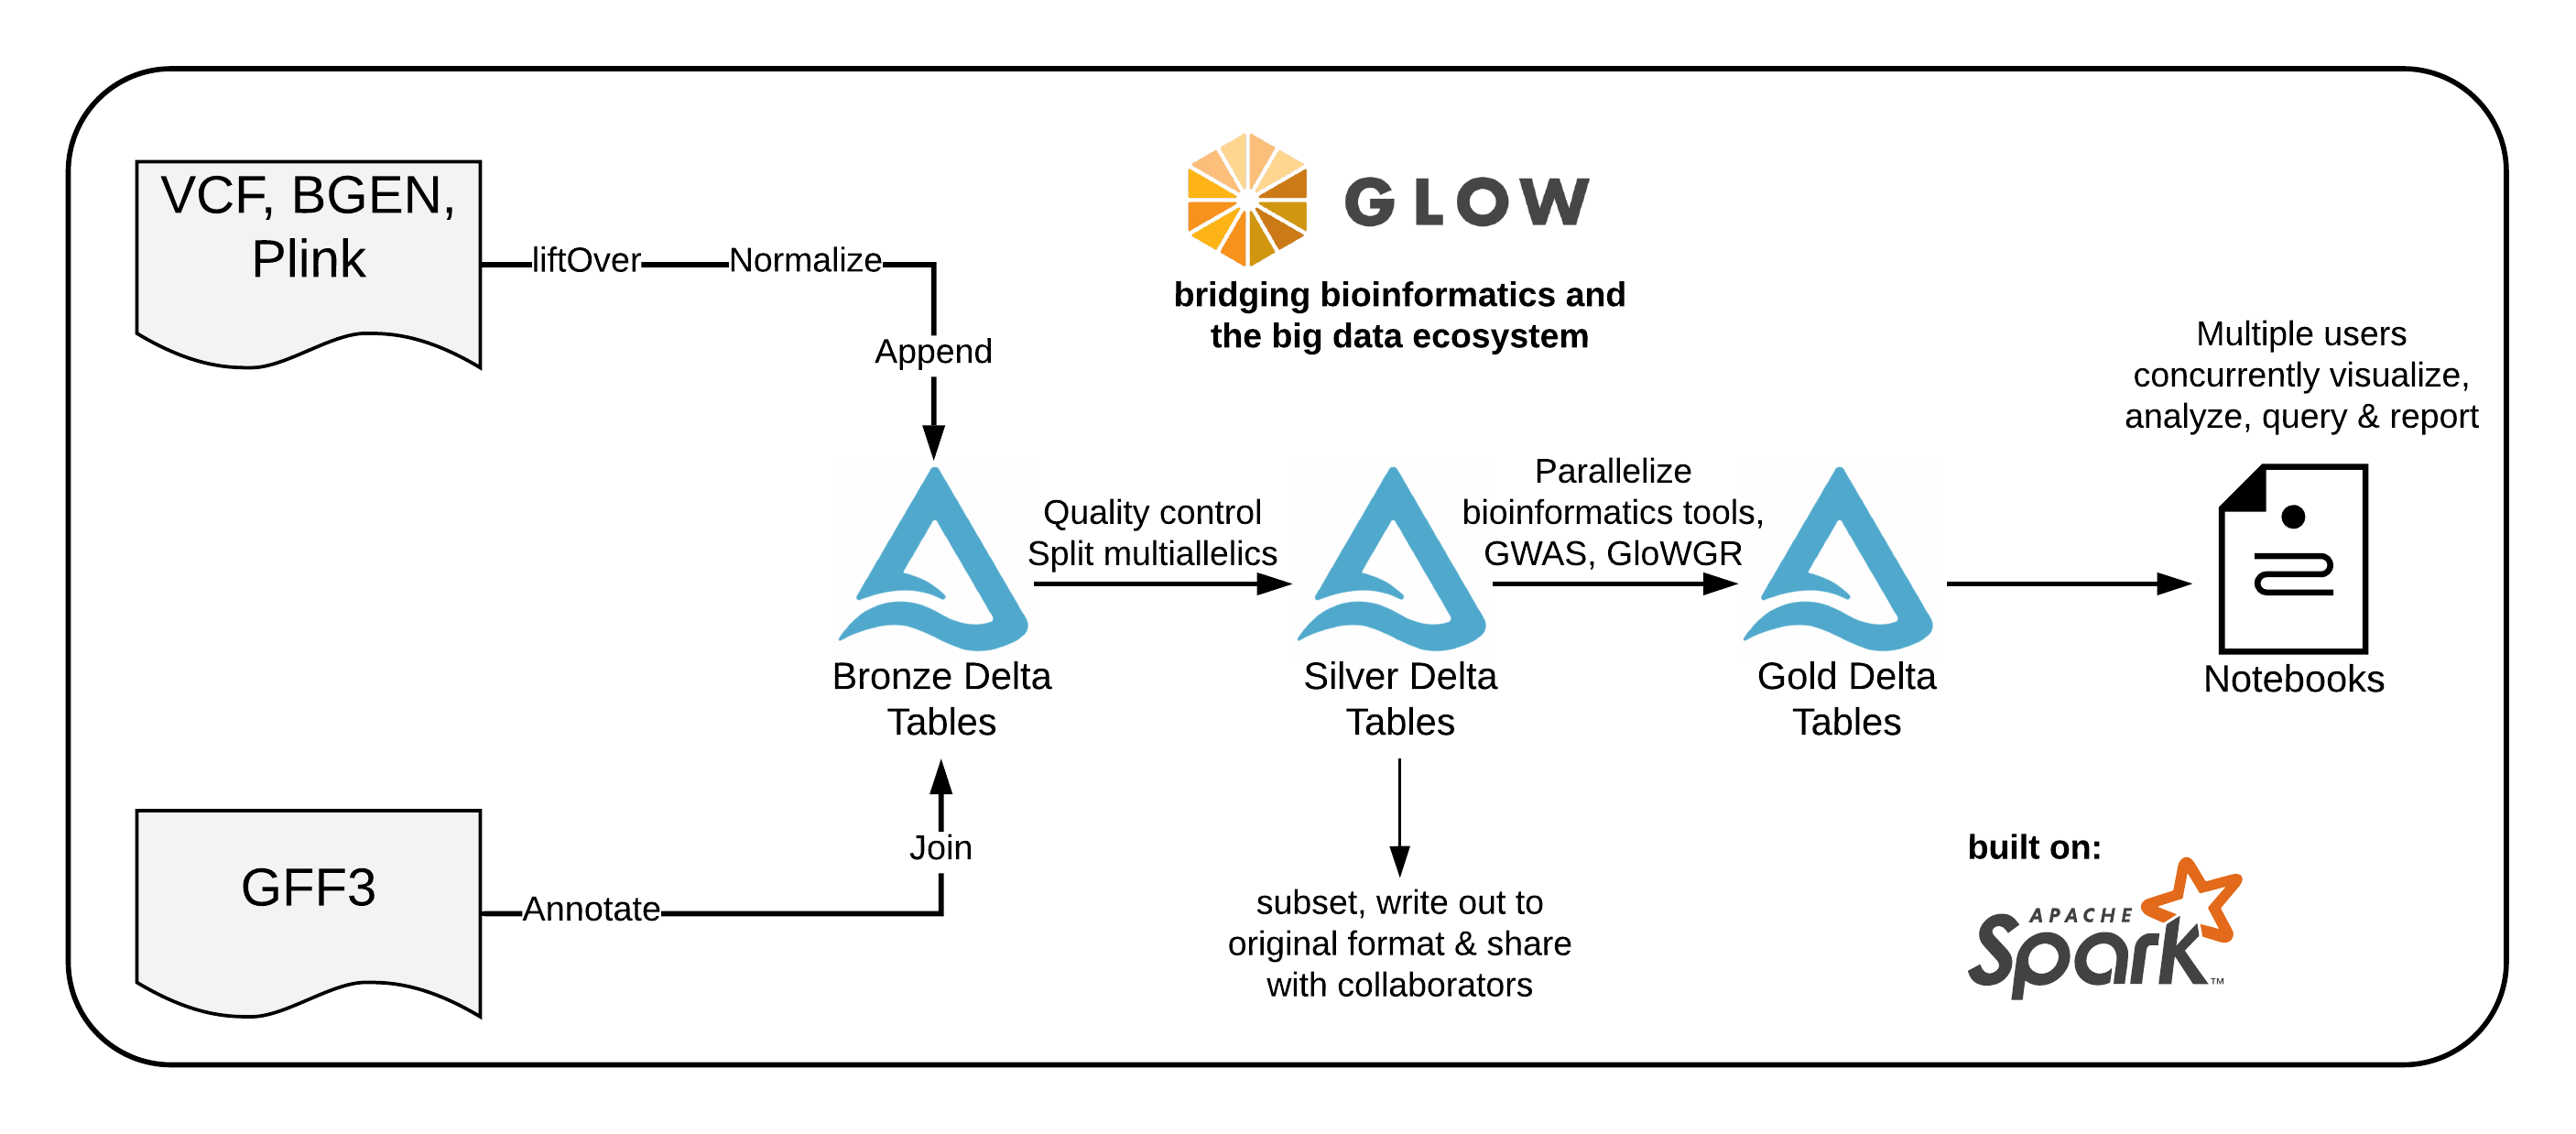 VCF, BGEN,
Plink
liftOver
Normalize
Append
GLOW
bridging bioinformatics and
the big data ecosystem
Multiple users
concurrently visualize,
analyze, query & report
Quality control
Split multiallelics
Parallelize
bioinformatics tools,
GWAS, GloWGR
Bronze Delta
Tables
Silver Delta
Tables
Gold Delta
Tables
Notebooks
GFF3
Annotate
Join
subset, write out to
original format & share
with collaborators
built on:
APACHE
Spark™